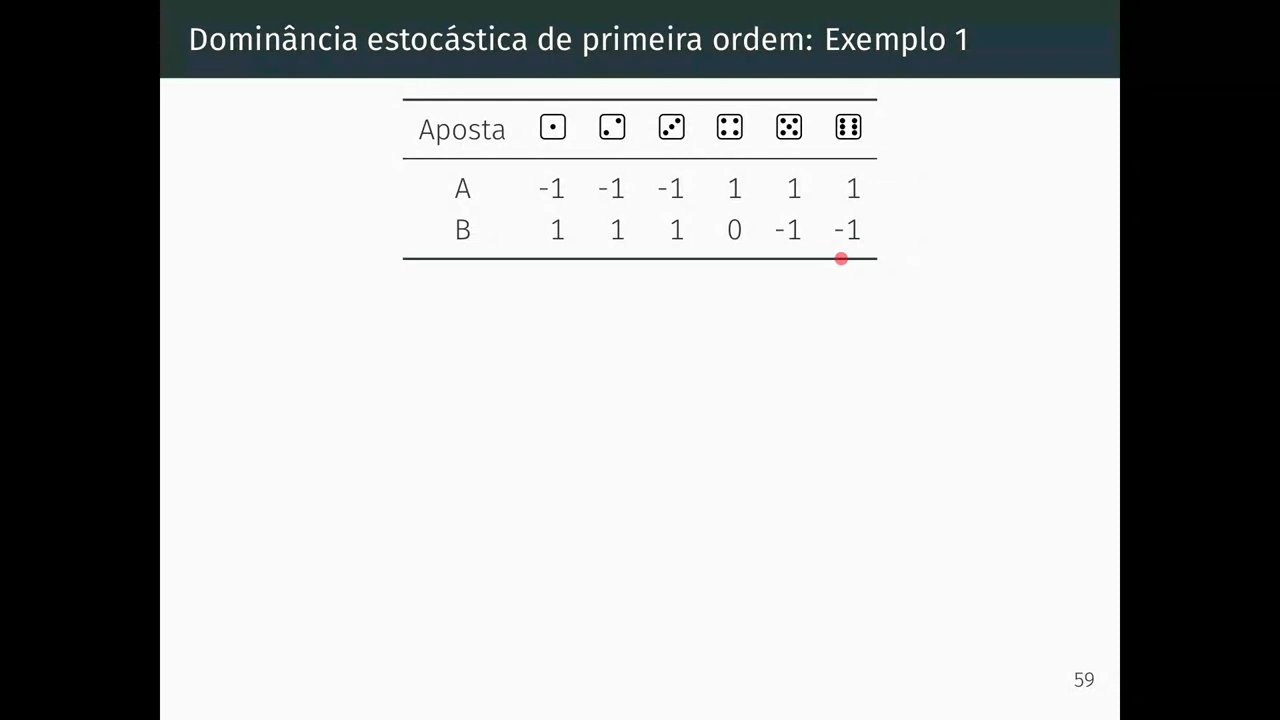 Dominância estocástica de primeira ordem: Exemplo 1
Aposta ⚀ ⚁ ⚂ ⚃ ⚄ ⚅
A -1 -1 -1 1 1 1
B 1 1 1 0 -1 -1
59